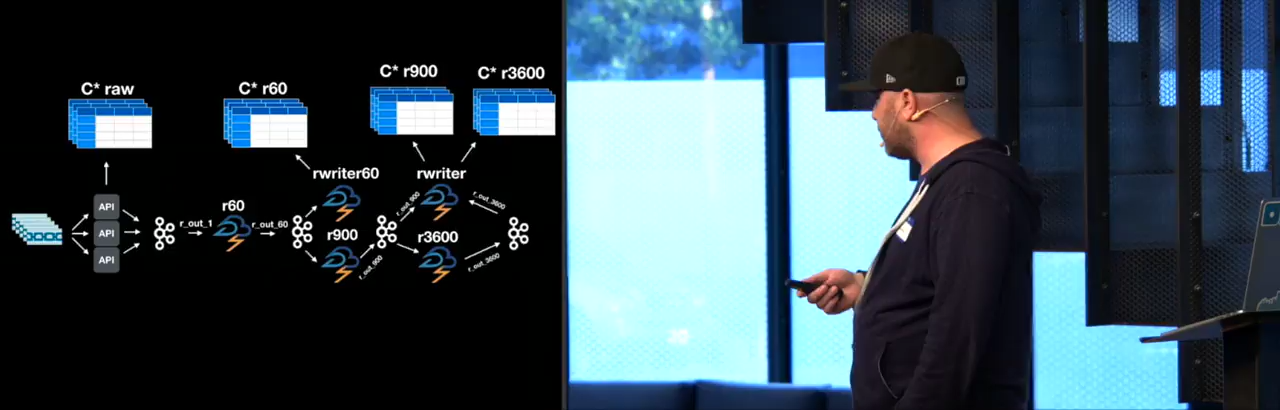 C* raw
C* r60
C* r900
C* r3600
rwriter60
rwriter
API
API
API
r_out_1
r60
r_out_60
r900
r_out_900
r_out_900
r3600
r_out_3600
r_out_3600